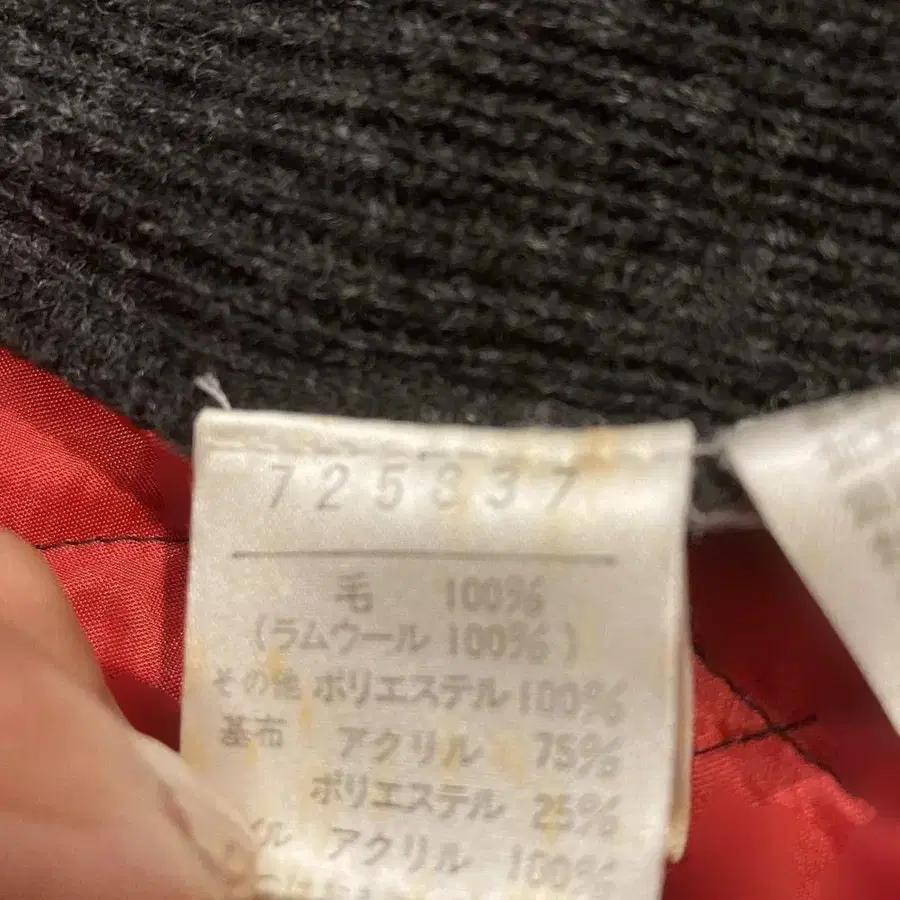 725337
毛 100%
(ラムウール 100%)
その他 ポリエステル 100%
基布 アクリル 75%
ポリエステル 25%
アクリル 100%